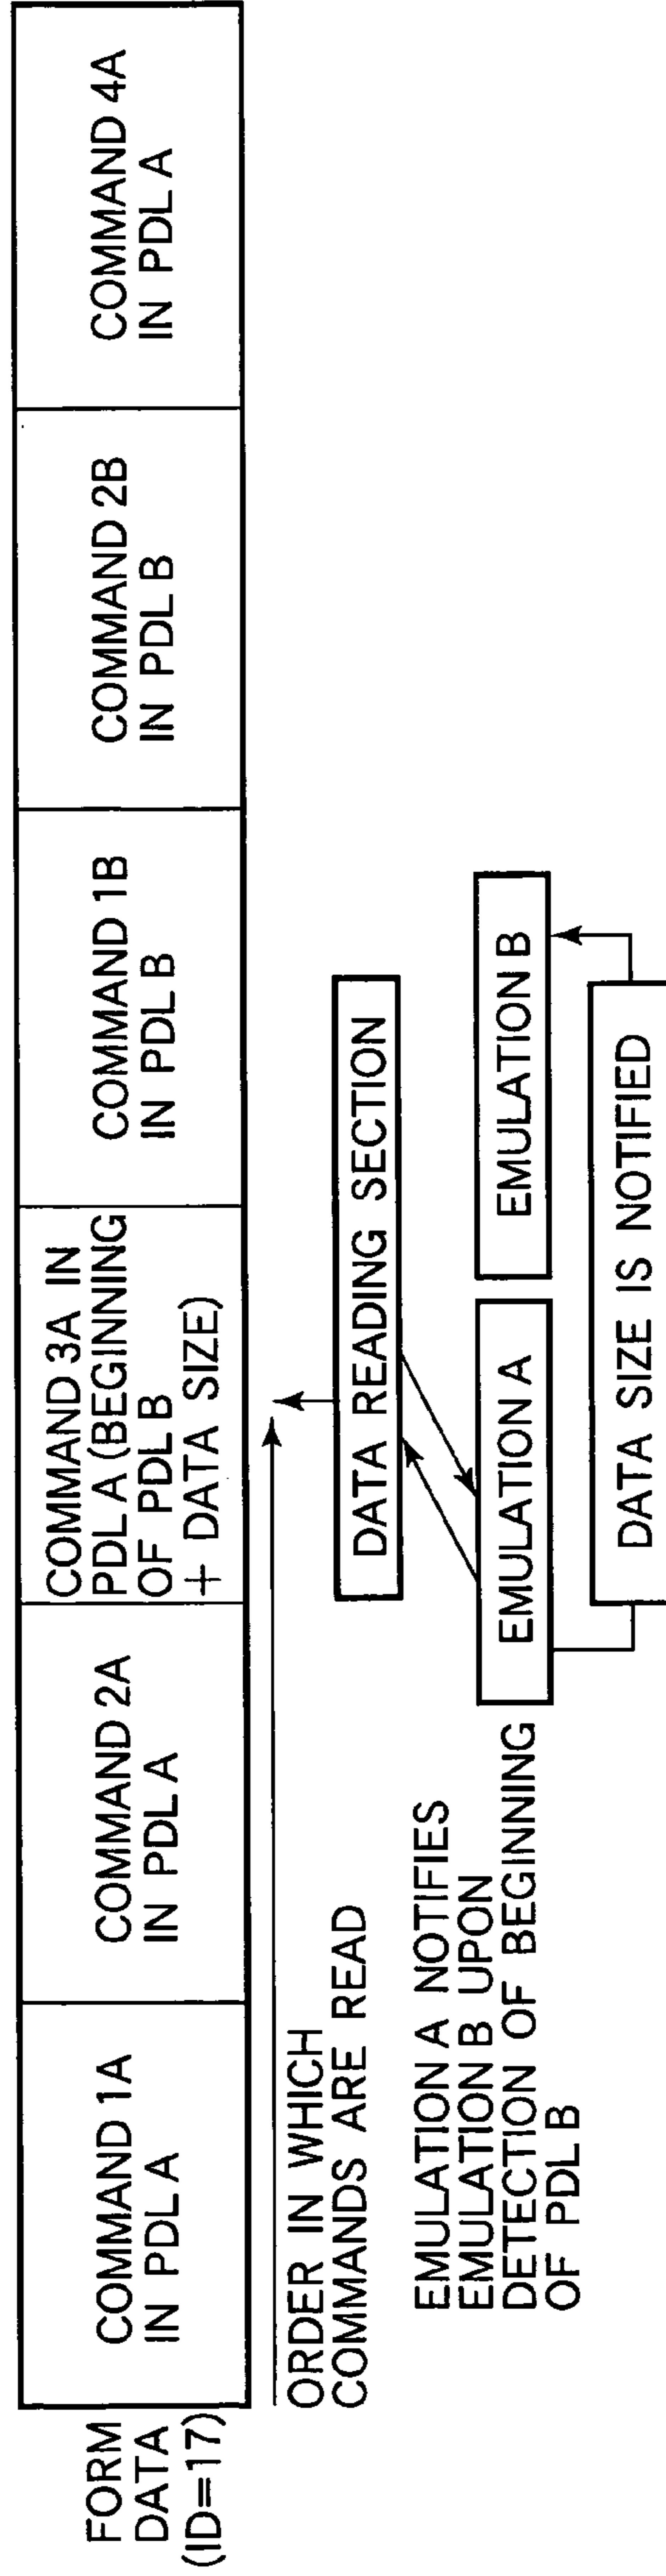 FORM
DATA
(ID=17)
COMMAND 1A
IN PDL A
COMMAND 2A
IN PDL A
COMMAND 3A IN
PDL A (BEGINNING
OF PDL B
+ DATA SIZE)
COMMAND 1B
IN PDL B
COMMAND 2B
IN PDL B
COMMAND 4A
IN PDL A
ORDER IN WHICH
COMMANDS ARE READ
DATA READING SECTION
EMULATION A NOTIFIES
EMULATION B UPON
DETECTION OF BEGINNING
OF PDL B
EMULATION A
EMULATION B
DATA SIZE IS NOTIFIED